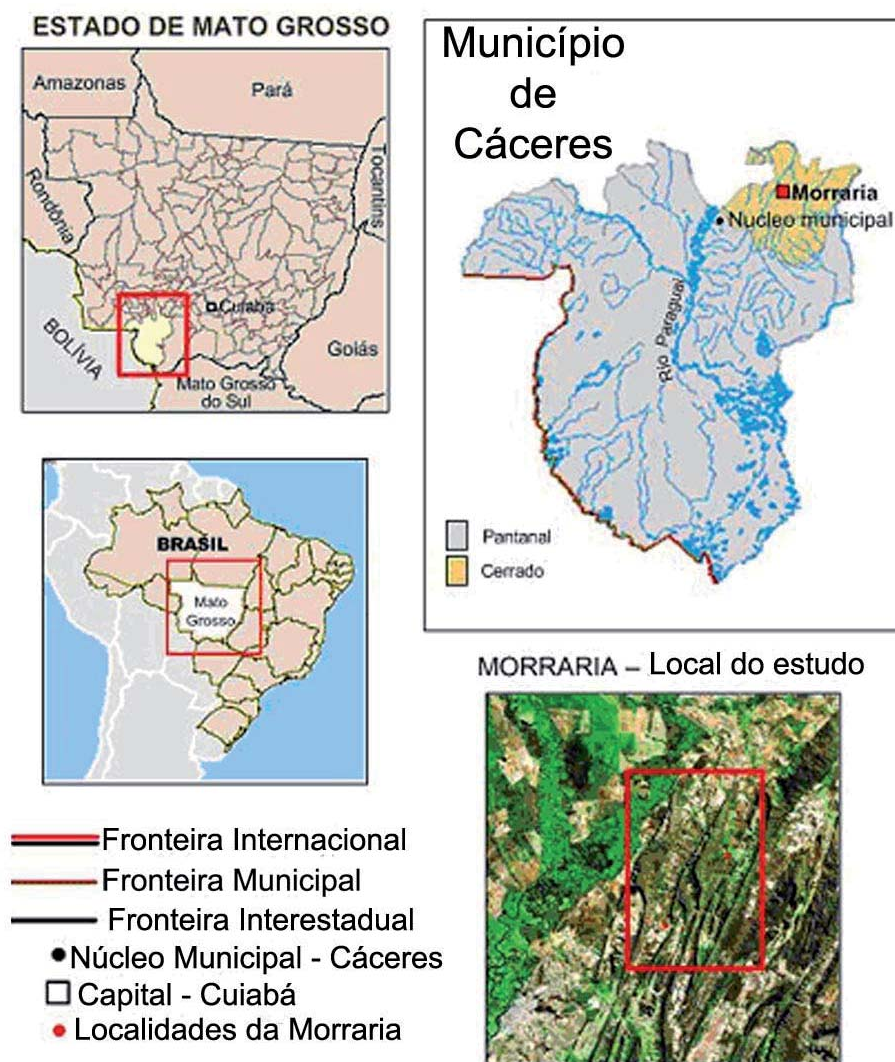 ESTADO DE MATO GROSSO
Amazonas
Pará
Rondônia
Tocantins
Cuiabá
BOLÍVIA
Goiás
Mato Grosso
do Sul
Município
de
Cáceres
Morraria
Nucleo municipal
Rio Paraguai
Pantanal
Cerrado
BRASIL
Mato
Grosso
MORRARIA – Local do estudo
Fronteira Internacional
Fronteira Municipal
Fronteira Interestadual
Núcleo Municipal - Cáceres
Capital - Cuiabá
Localidades da Morraria